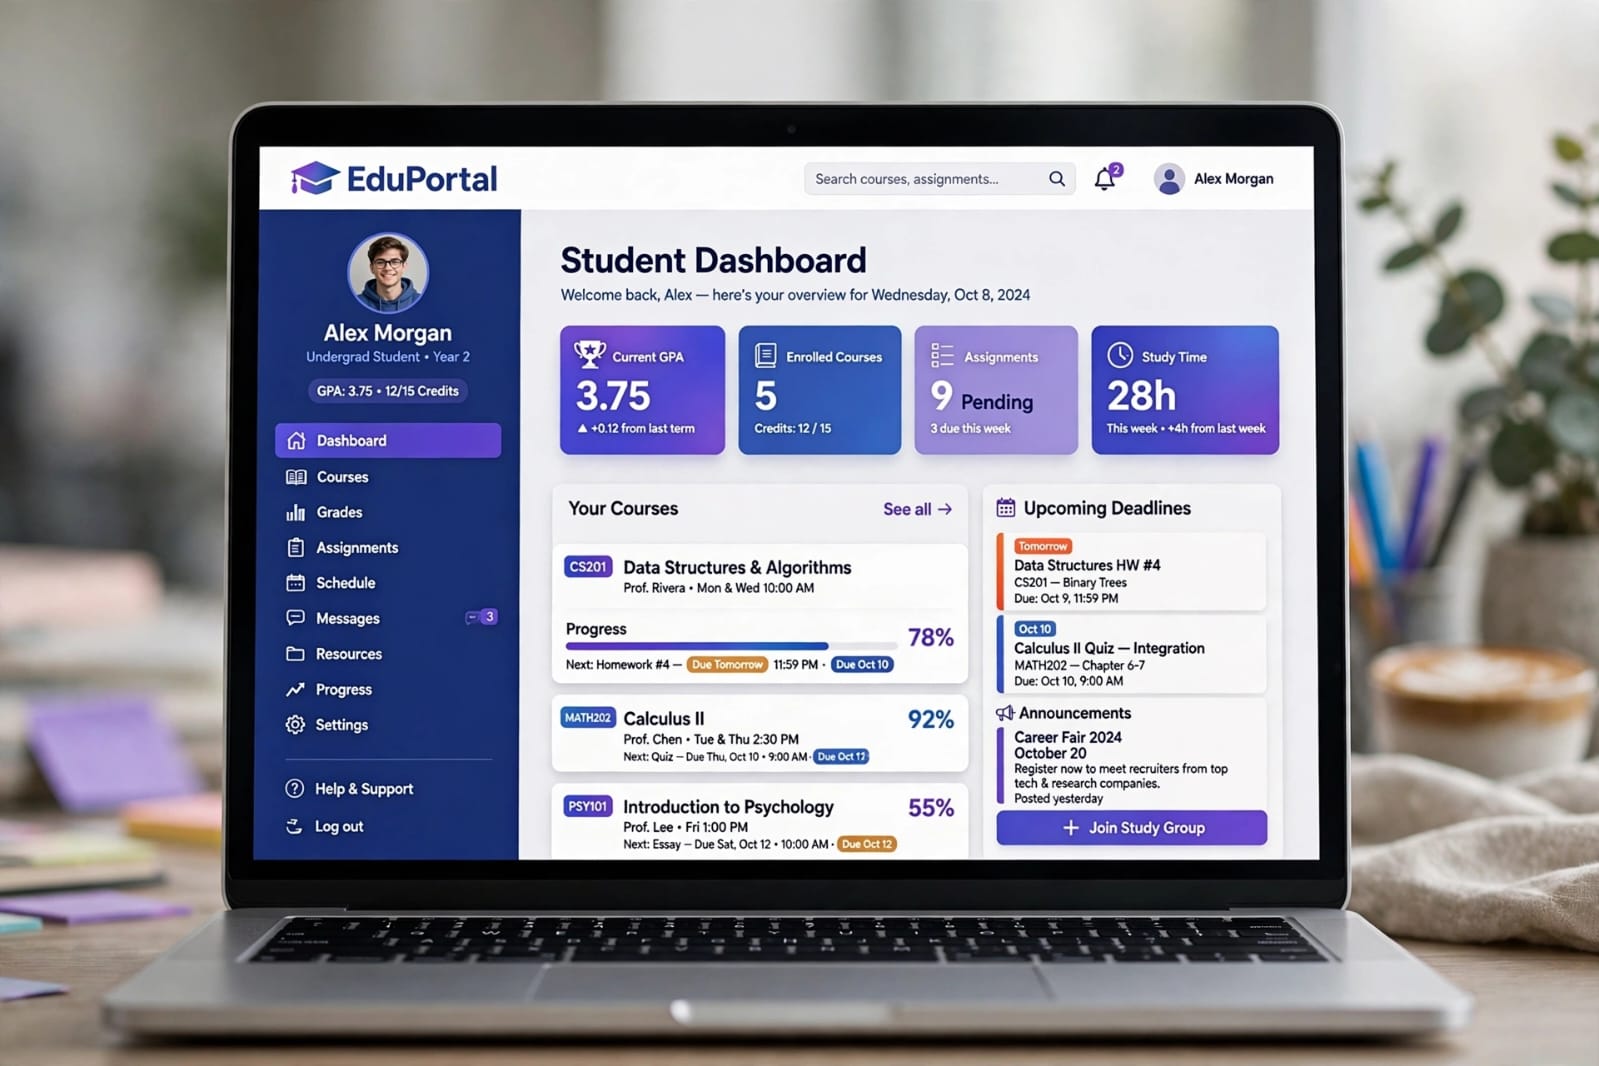 EduPortal
Search courses, assignments...
2
Alex Morgan
Alex Morgan
Undergrad Student • Year 2
GPA: 3.75 • 12/15 Credits
Dashboard
Courses
Grades
Assignments
Schedule
Messages
3
Resources
Progress
Settings
Help & Support
Log out
Student Dashboard
Welcome back, Alex — here's your overview for Wednesday, Oct 8, 2024
Current GPA
3.75
▲ +0.12 from last term
Enrolled Courses
5
Credits: 12 / 15
Assignments
9 Pending
3 due this week
Study Time
28h
This week • +4h from last week
Your Courses
See all →
CS201
Data Structures & Algorithms
Prof. Rivera • Mon & Wed 10:00 AM
Progress
78%
Next: Homework #4 — Due Tomorrow 11:59 PM · Due Oct 10
MATH202
Calculus II
92%
Prof. Chen • Tue & Thu 2:30 PM
Next: Quiz — Due Thu, Oct 10 • 9:00 AM · Due Oct 12
PSY101
Introduction to Psychology
55%
Prof. Lee • Fri 1:00 PM
Next: Essay — Due Sat, Oct 12 • 10:00 AM · Due Oct 12
Upcoming Deadlines
Tomorrow
Data Structures HW #4
CS201 — Binary Trees
Due: Oct 9, 11:59 PM
Oct 10
Calculus II Quiz — Integration
MATH202 — Chapter 6-7
Due: Oct 10, 9:00 AM
Announcements
Career Fair 2024
October 20
Register now to meet recruiters from top
tech & research companies.
Posted yesterday
+ Join Study Group